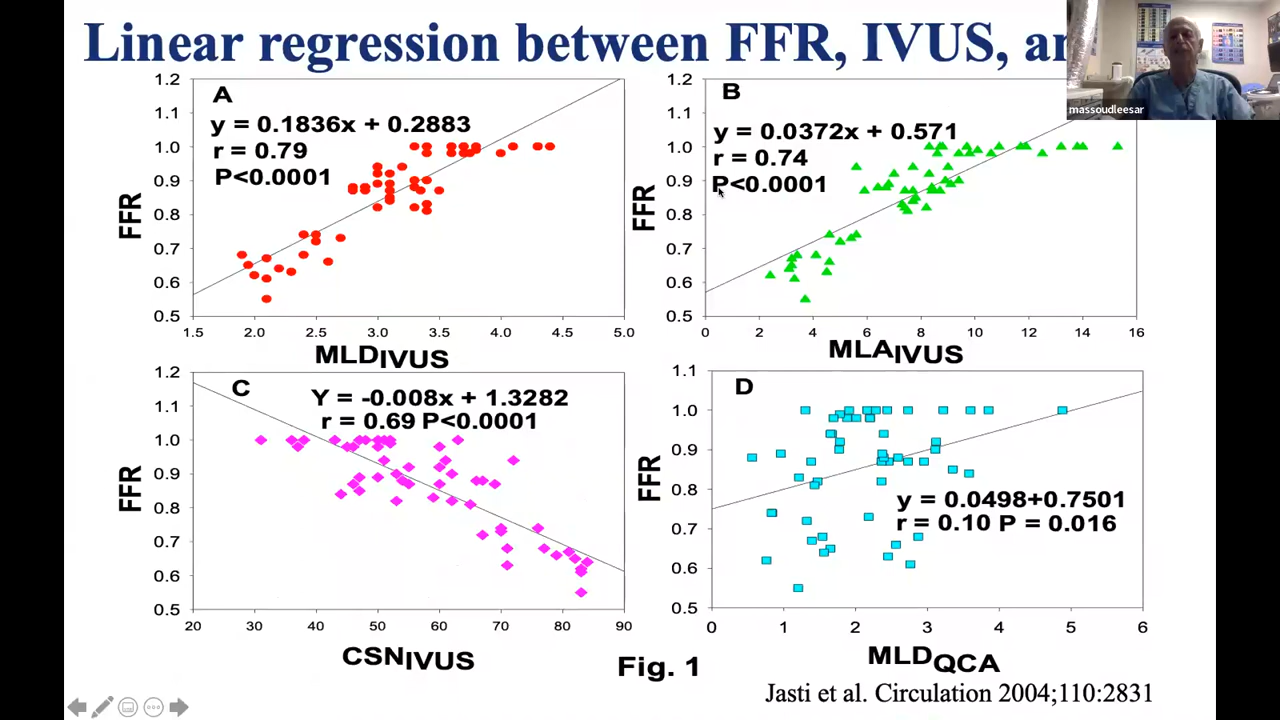 Linear regression between FFR, IVUS, an
massoudleesar
A
y = 0.1836x + 0.2883
r = 0.79
P<0.0001
FFR
1.2
1.1
1.0
0.9
0.8
0.7
0.6
0.5
1.5 2.0 2.5 3.0 3.5 4.0 4.5 5.0
MLDIVUS
B
y = 0.0372x + 0.571
r = 0.74
P<0.0001
FFR
1.2
1.1
1.0
0.9
0.8
0.7
0.6
0.5
0 2 4 6 8 10 12 14 16
MLAIVUS
C
Y = -0.008x + 1.3282
r = 0.69 P<0.0001
FFR
1.2
1.1
1.0
0.9
0.8
0.7
0.6
0.5
20 30 40 50 60 70 80 90
CSNIVUS
D
y = 0.0498+0.7501
r = 0.10 P = 0.016
FFR
1.1
1.0
0.9
0.8
0.7
0.6
0.5
0 1 2 3 4 5 6
MLDQCA
Fig. 1
Jasti et al. Circulation 2004;110:2831